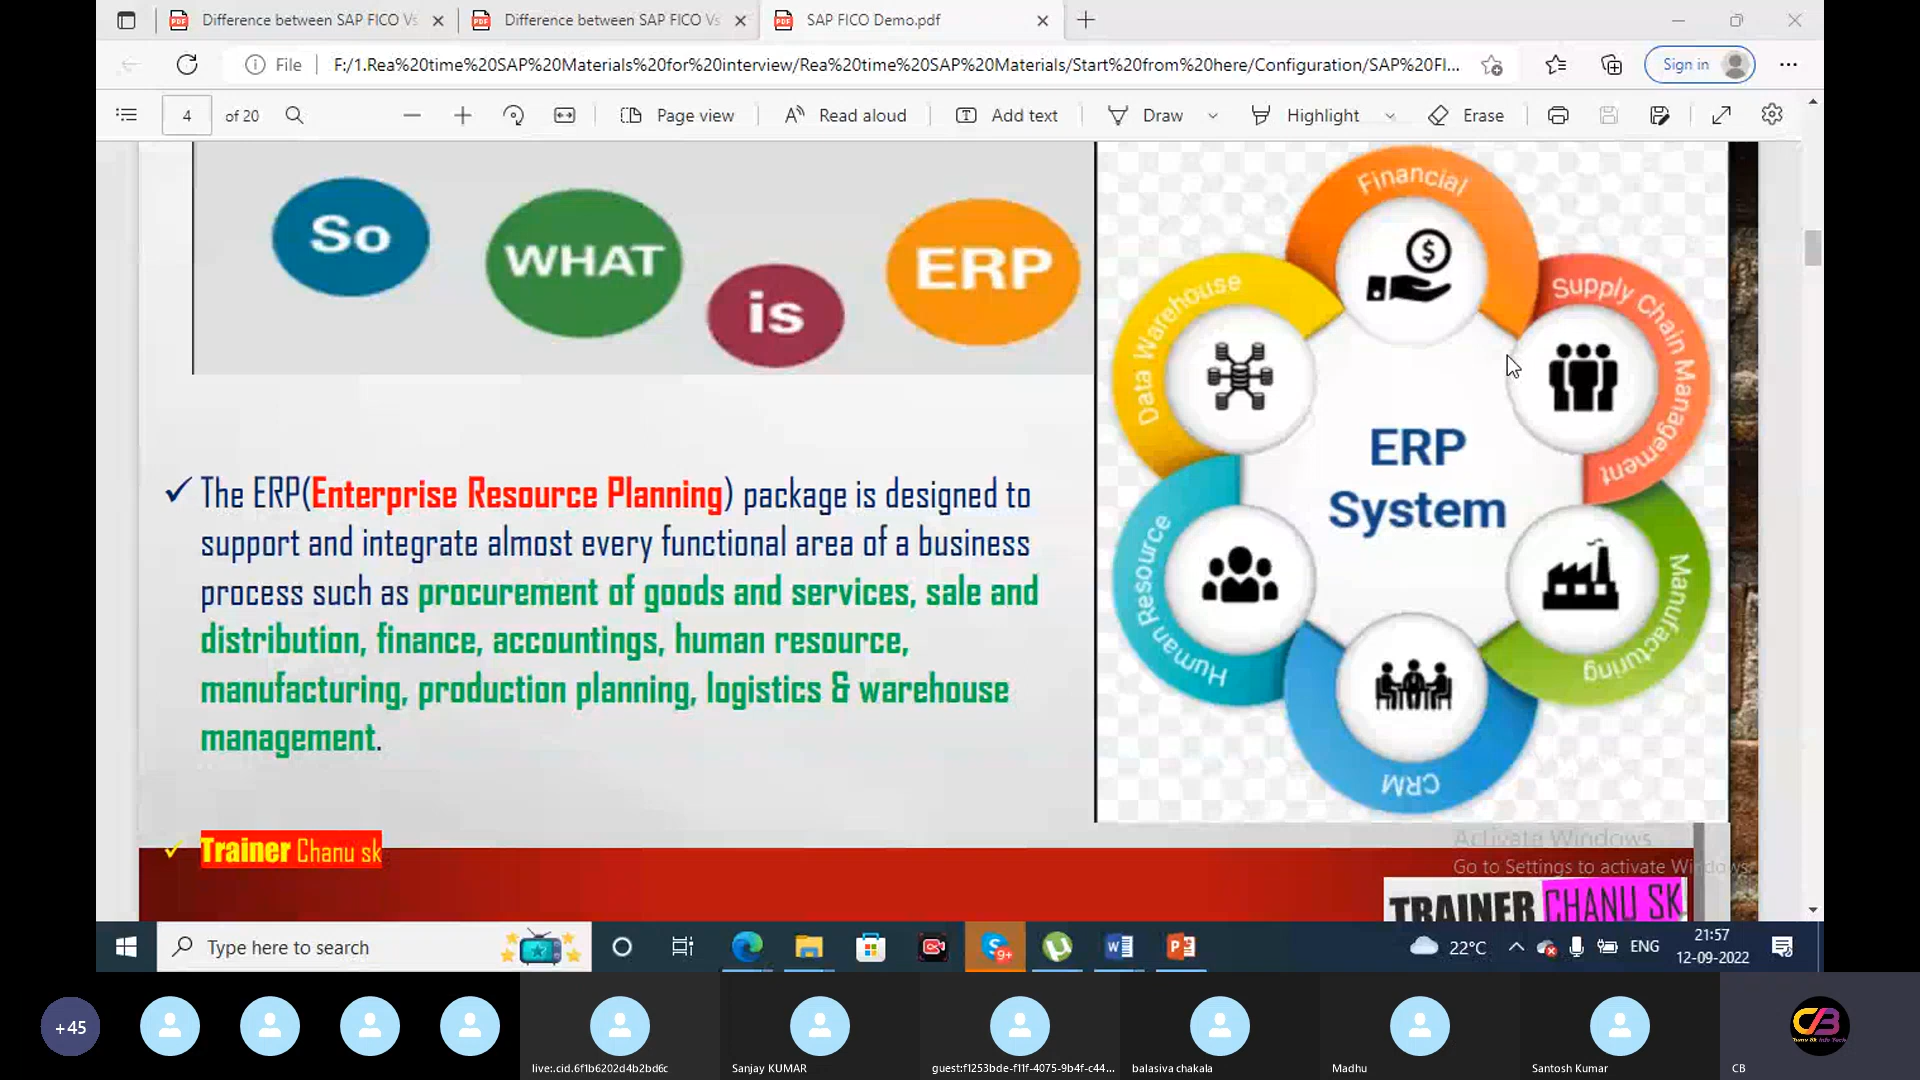 Difference between SAP FICO Vs
Difference between SAP FICO Vs
SAP FICO Demo.pdf
File
F:/1.Rea%20time%20SAP%20Materials%20for%20interview/Rea%20time%20SAP%20Materials/Start%20from%20here/Configuration/SAP%20FI...
Sign in
4
of 20
Page view
Read aloud
Add text
Draw
Highlight
Erase
So
WHAT
is
ERP
Financial
Supply Chain Management
Data Warehouse
ERP
System
Human Resource
Manufacturing
CRM
The ERP(Enterprise Resource Planning) package is designed to
support and integrate almost every functional area of a business
process such as procurement of goods and services, sale and
distribution, finance, accountings, human resource,
manufacturing, production planning, logistics & warehouse
management.
Trainer Chanu sk
Activate Windows
Go to Settings to activate Windows.
TRAINER CHANU SK
Type here to search
9+
22°C
ENG
21:57
12-09-2022
+45
live:.cid.6f1b6202d4b2bd6c
Sanjay KUMAR
guest:f1253bde-f11f-4075-9b4f-c44...
balasiva chakala
Madhu
Santosh Kumar
CB